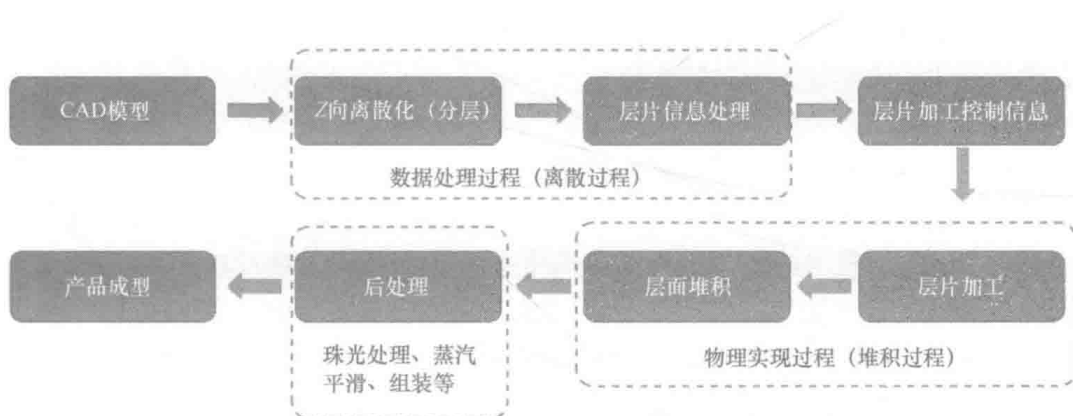 CAD模型
Z向离散化（分层）
层片信息处理
层片加工控制信息
数据处理过程（离散过程）
层片加工
层面堆积
物理实现过程（堆积过程）
后处理
珠光处理、蒸汽
平滑、组装等
产品成型